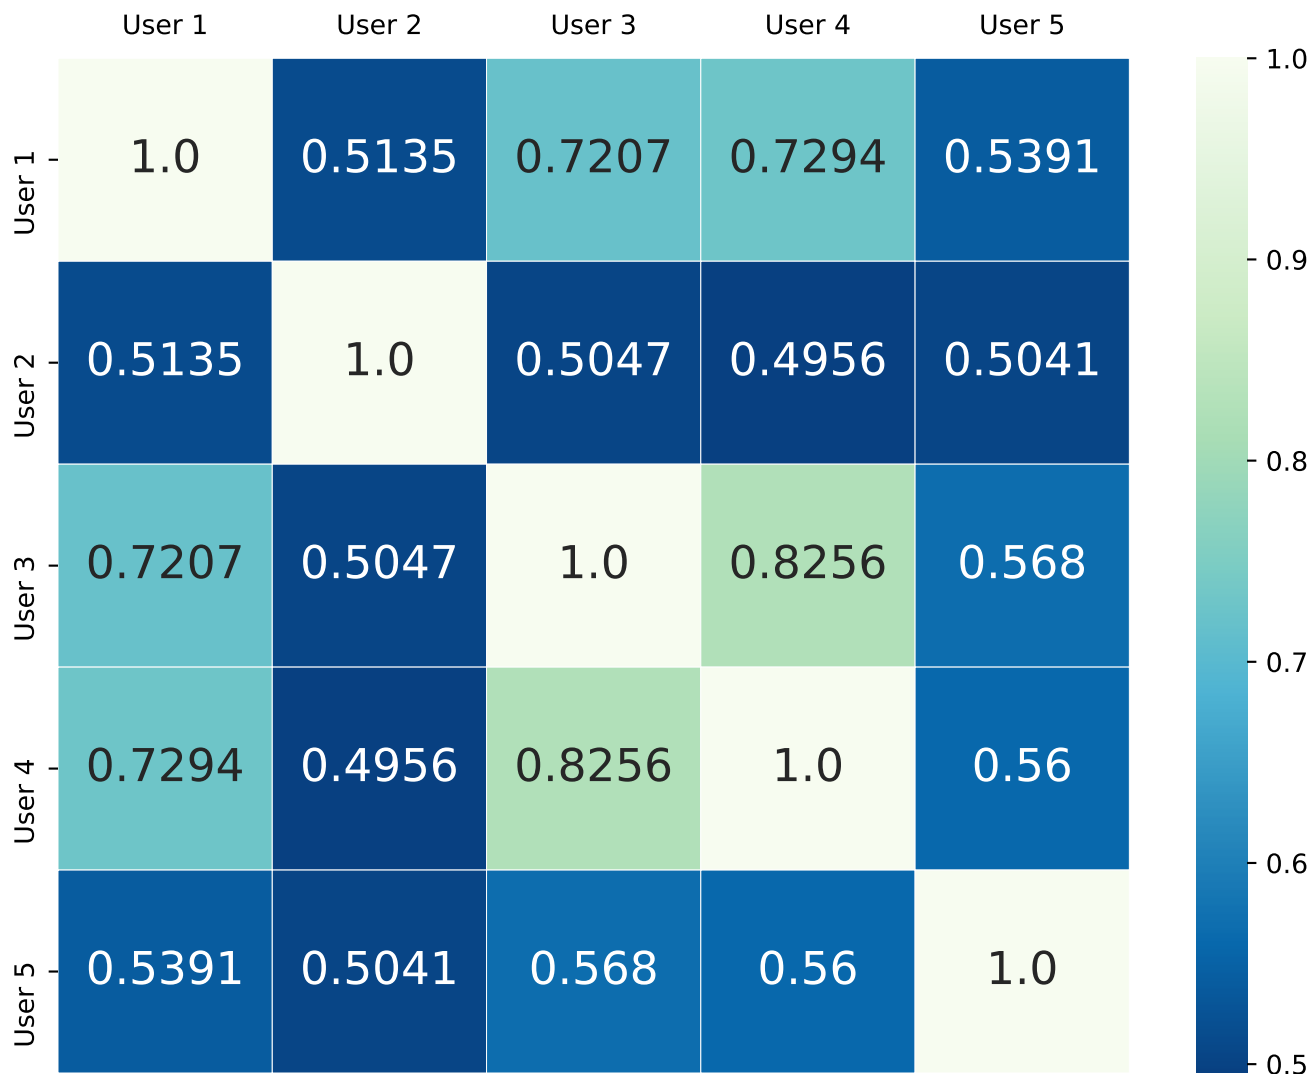 User 1 User 2 User 3 User 4 User 5
User 1 1.0 0.5135 0.7207 0.7294 0.5391
User 2 0.5135 1.0 0.5047 0.4956 0.5041
User 3 0.7207 0.5047 1.0 0.8256 0.568
User 4 0.7294 0.4956 0.8256 1.0 0.56
User 5 0.5391 0.5041 0.568 0.56 1.0
1.0
0.9
0.8
0.7
0.6
0.5